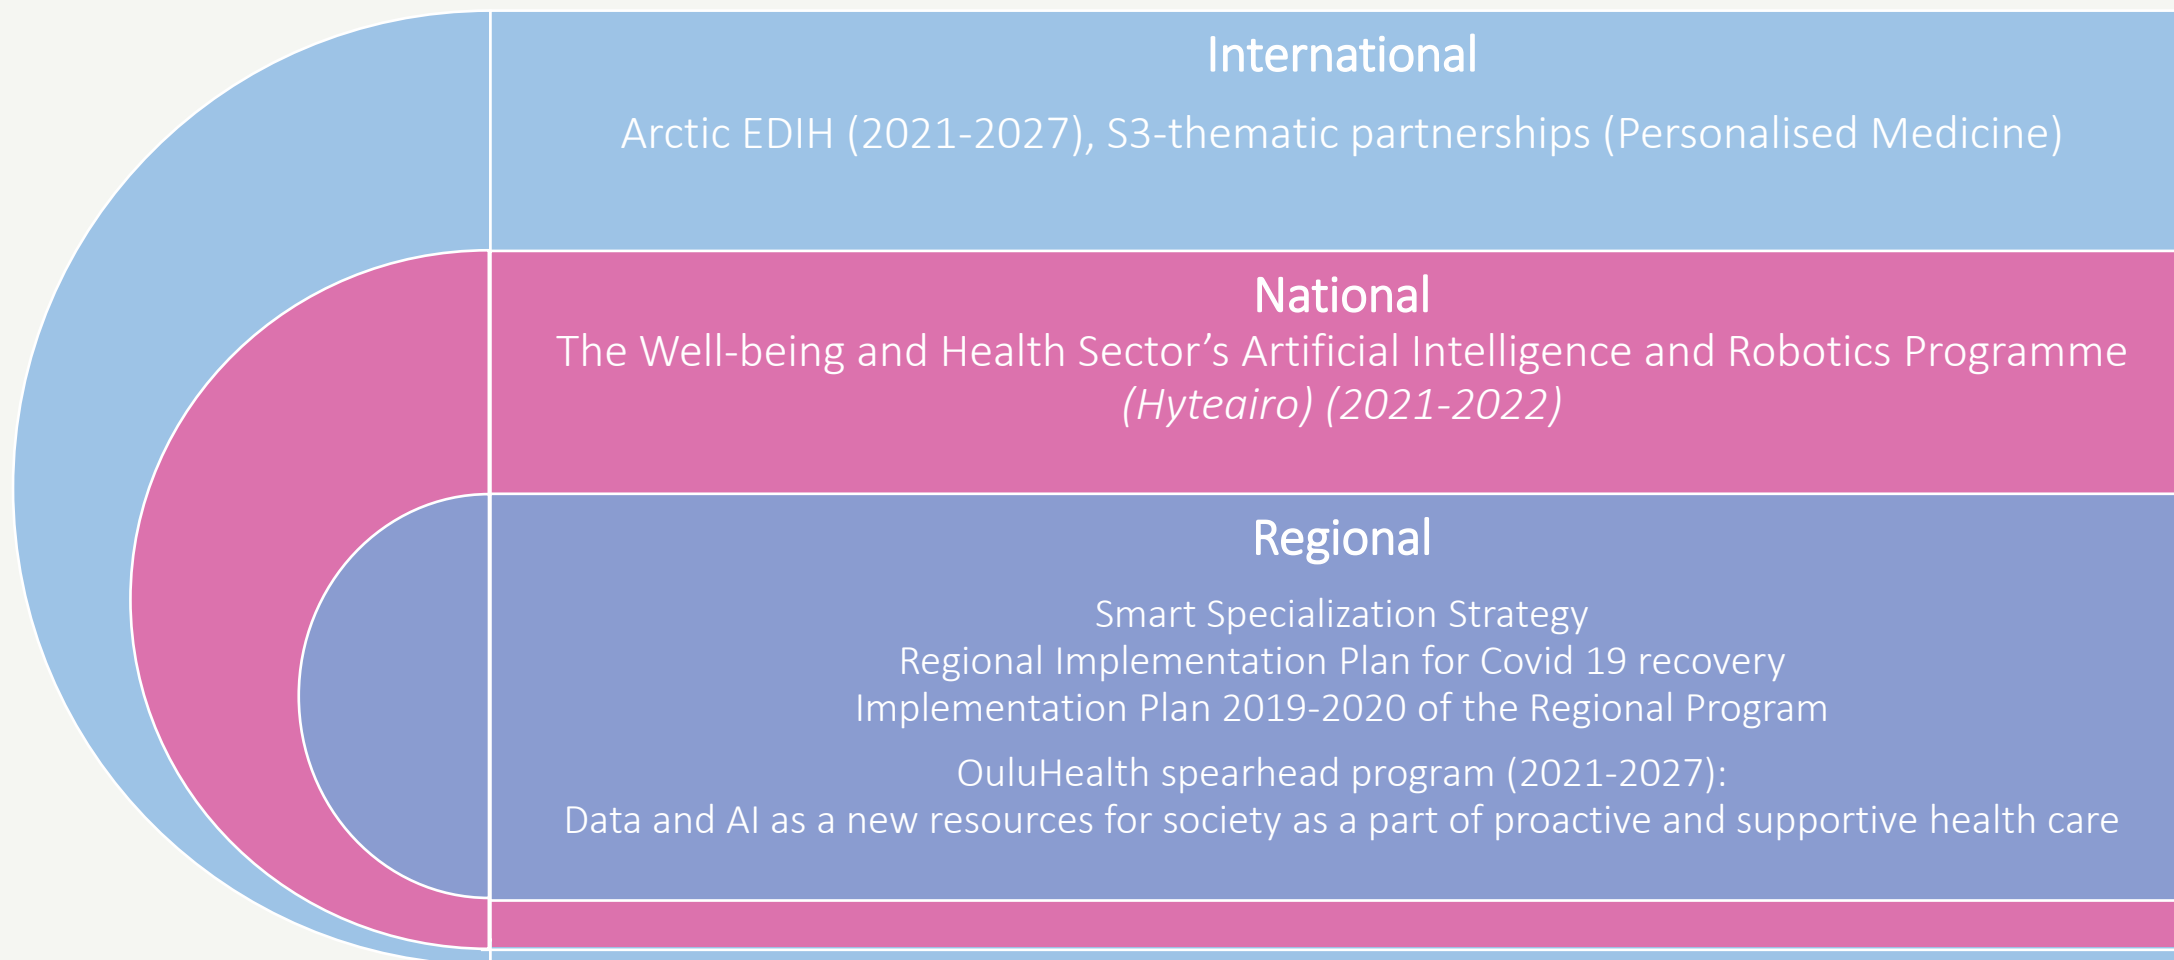 International
Arctic EDIH (2021-2027), S3-thematic partnerships (Personalised Medicine)
National
The Well-being and Health Sector’s Artificial Intelligence and Robotics Programme
(Hyteairo) (2021-2022)
Regional
Smart Specialization Strategy
Regional Implementation Plan for Covid 19 recovery
Implementation Plan 2019-2020 of the Regional Program
OuluHealth spearhead program (2021-2027):
Data and AI as a new resources for society as a part of proactive and supportive health care